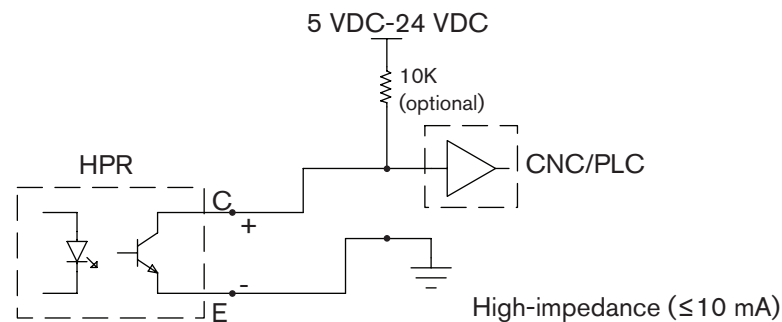 5 VDC-24 VDC
10K
(optional)
HPR
CNC/PLC
C
+
-
E
High-impedance (≤10 mA)